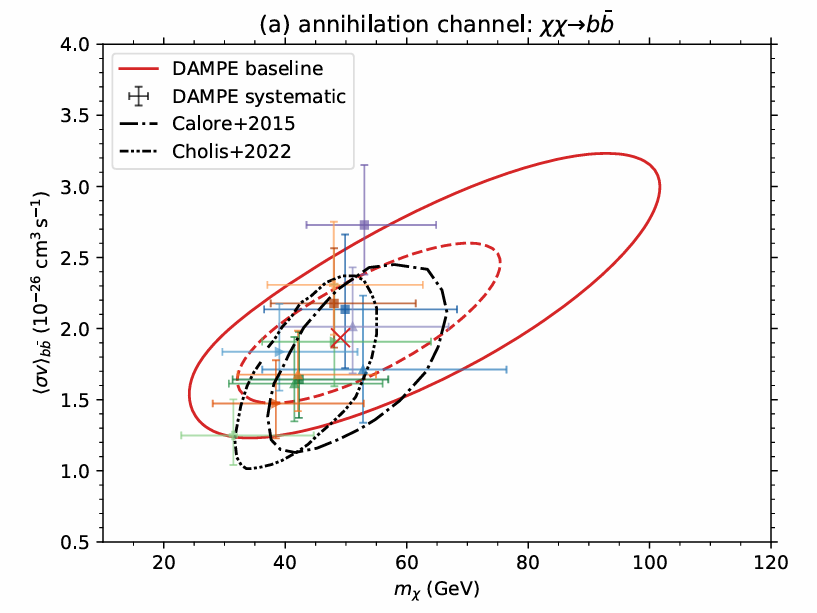 (a) annihilation channel: χχ→bb̄
4.0
3.5
3.0
2.5
2.0
1.5
1.0
0.5
⟨σv⟩bb̄ (10⁻²⁶ cm³ s⁻¹)
DAMPE baseline
DAMPE systematic
Calore+2015
Cholis+2022
20 40 60 80 100 120
mχ (GeV)